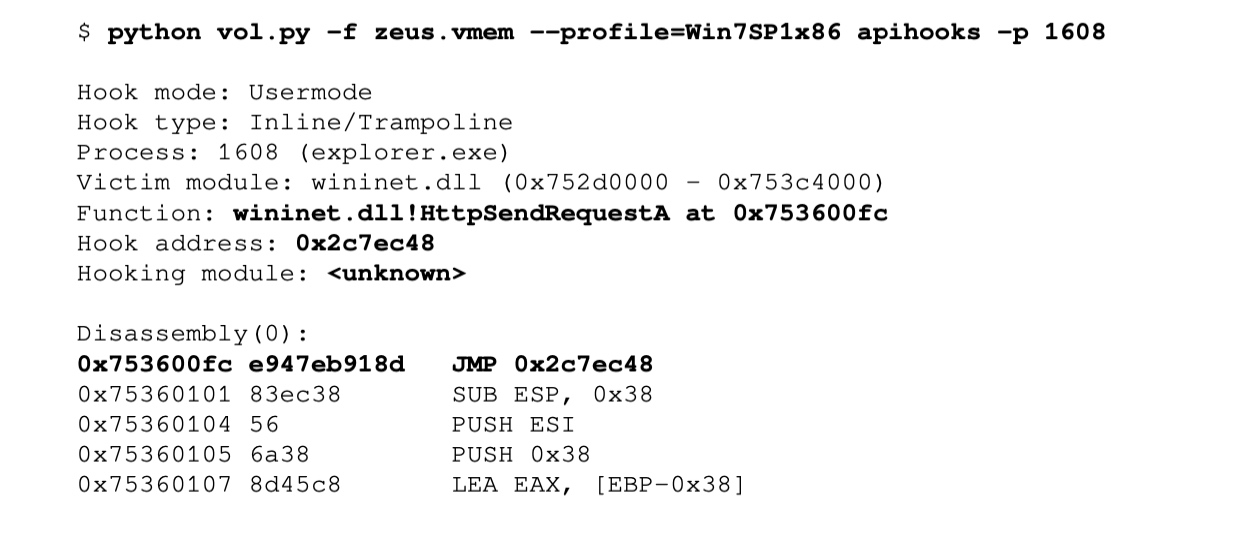 $ python vol.py -f zeus.vmem --profile=Win7SP1x86 apihooks -p 1608
Hook mode: Usermode
Hook type: Inline/Trampoline
Process: 1608 (explorer.exe)
Victim module: wininet.dll (0x752d0000 - 0x753c4000)
Function: wininet.dll!HttpSendRequestA at 0x753600fc
Hook address: 0x2c7ec48
Hooking module: <unknown>
Disassembly(0):
0x753600fc e947eb918d JMP 0x2c7ec48
0x75360101 83ec38 SUB ESP, 0x38
0x75360104 56 PUSH ESI
0x75360105 6a38 PUSH 0x38
0x75360107 8d45c8 LEA EAX, [EBP-0x38]